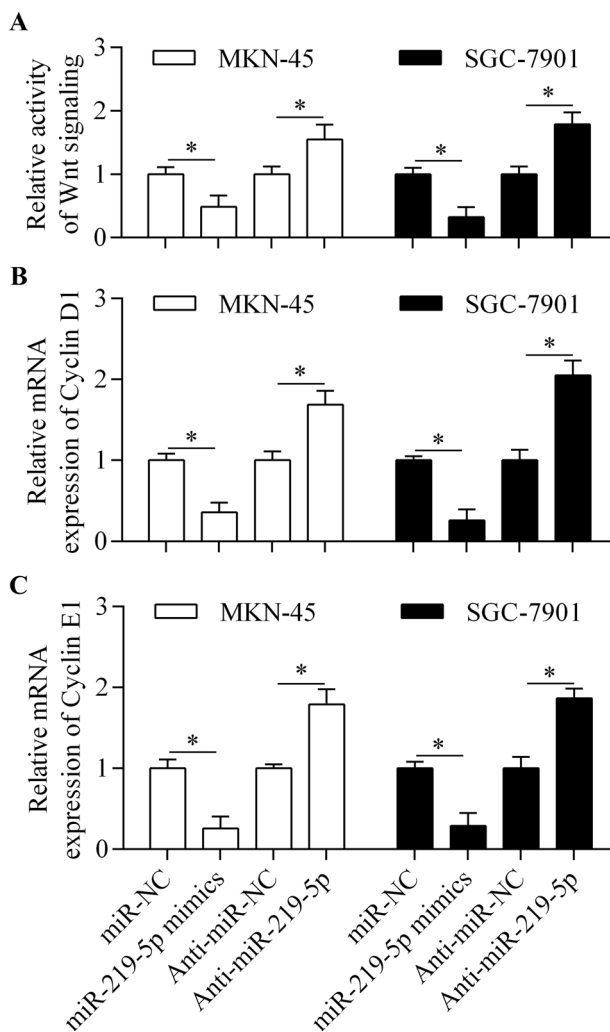 A
Relative activity
of Wnt signaling
3
2
1
0
MKN-45
SGC-7901
*
*
*
*
B
Relative mRNA
expression of Cyclin D1
3
2
1
0
MKN-45
SGC-7901
*
*
*
*
C
Relative mRNA
expression of Cyclin E1
3
2
1
0
MKN-45
SGC-7901
*
*
*
*
miR-NC
miR-219-5p mimics
Anti-miR-NC
Anti-miR-219-5p
miR-NC
miR-219-5p mimics
Anti-miR-NC
Anti-miR-219-5p